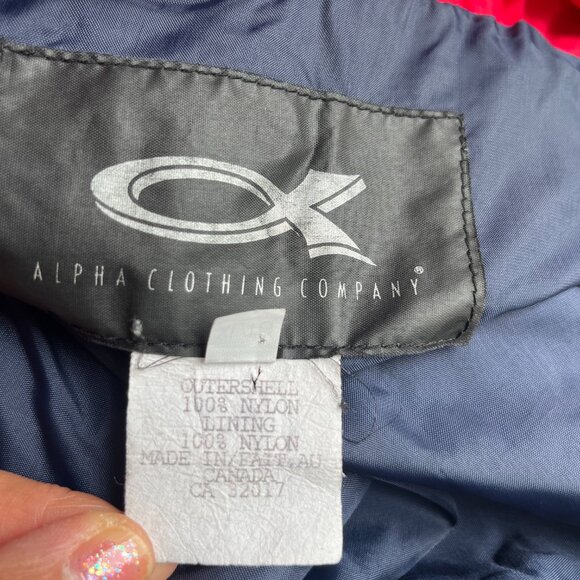 ALPHA CLOTHING COMPANY®
OUTERSHELL
100% NYLON
LINING
100% NYLON
MADE IN/FAIT,AU
CANADA
CA 32017